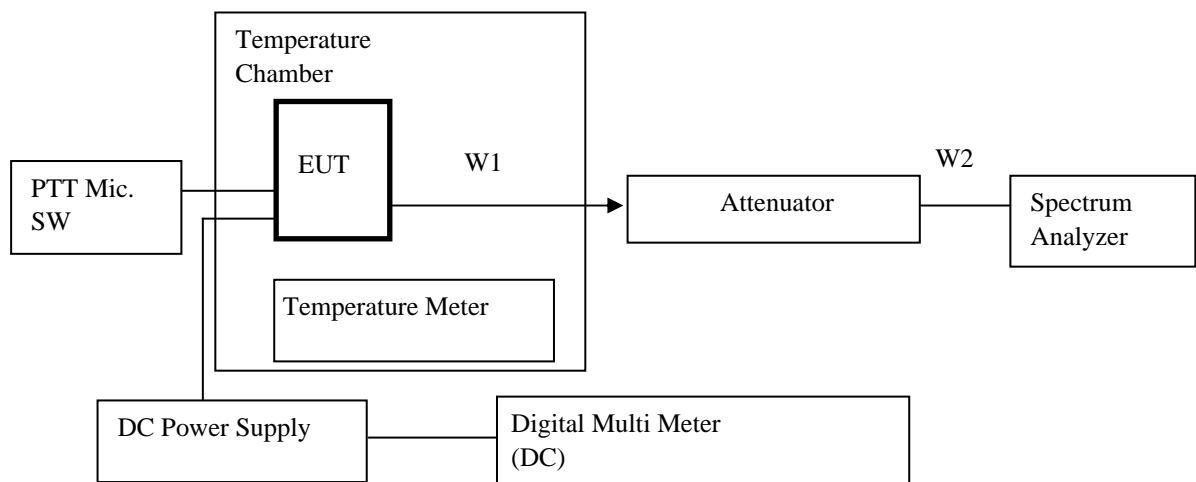 Temperature
Chamber
EUT
W1
W2
PTT Mic.
SW
Attenuator
Spectrum
Analyzer
Temperature Meter
DC Power Supply
Digital Multi Meter
(DC)